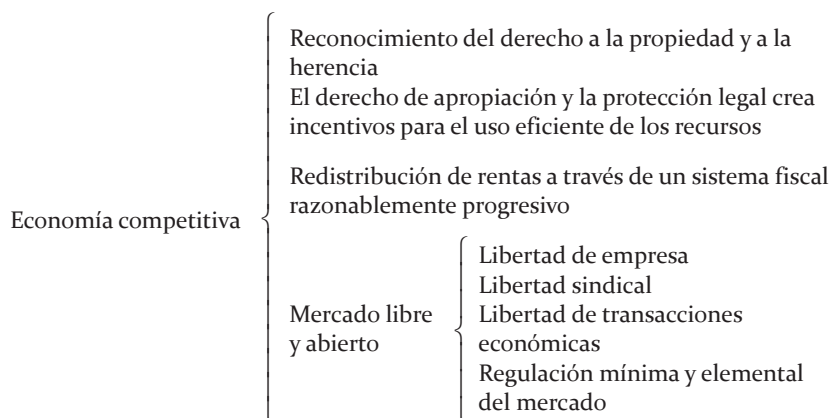 Reconocimiento del derecho a la propiedad y a la
herencia
El derecho de apropiación y la protección legal crea
incentivos para el uso eficiente de los recursos
Redistribución de rentas a través de un sistema fiscal
razonablemente progresivo
Economía competitiva
Mercado libre
y abierto
Libertad de empresa
Libertad sindical
Libertad de transacciones
económicas
Regulación mínima y elemental
del mercado